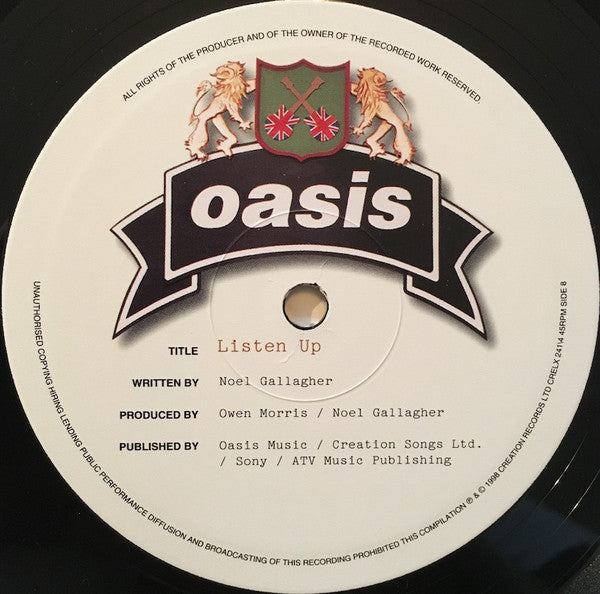 ALL RIGHTS OF THE PRODUCER AND OF THE OWNER OF THE RECORDED WORK RESERVED.
oasis
TITLE Listen Up
WRITTEN BY Noel Gallagher
PRODUCED BY Owen Morris / Noel Gallagher
PUBLISHED BY Oasis Music / Creation Songs Ltd.
/ Sony / ATV Music Publishing
UNAUTHORISED COPYING HIRING LENDING PUBLIC PERFORMANCE DIFFUSION AND BROADCASTING OF THIS RECORDING PROHIBITED THIS COMPILATION ℗ & © 1998 CREATION RECORDS LTD CRELX 241\4 45RPM SIDE B